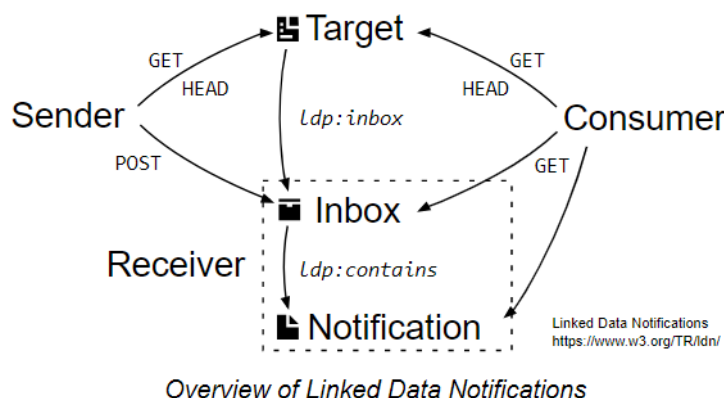 Target
GET
HEAD
GET
HEAD
Sender
ldp:inbox
Consumer
POST
GET
Inbox
Receiver
ldp:contains
Notification
Linked Data Notifications
https://www.w3.org/TR/ldn/
Overview of Linked Data Notifications